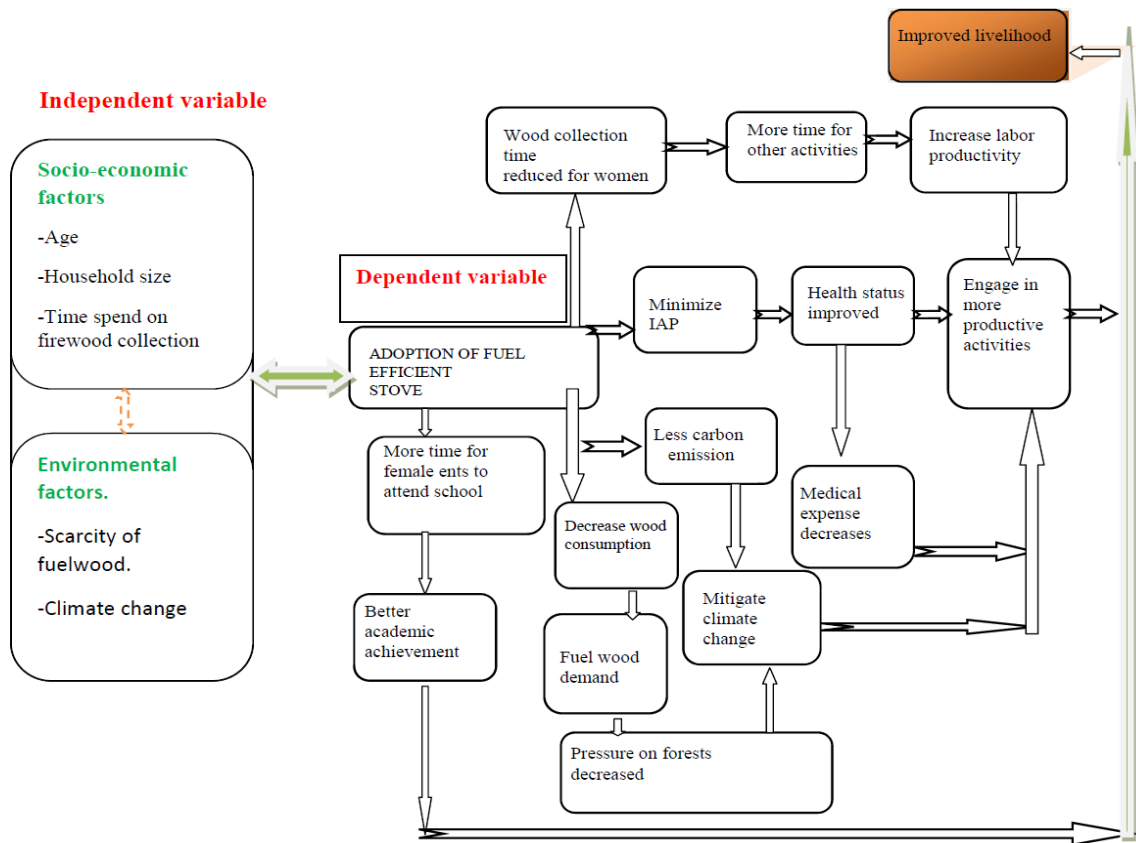 Improved livelihood
Independent variable
Socio-economic
factors
-Age
-Household size
-Time spend on
firewood collection
Environmental
factors.
-Scarcity of
fuelwood.
-Climate change
Dependent variable
ADOPTION OF FUEL
EFFICIENT
STOVE
Wood collection
time
reduced for women
More time for
other activities
Increase labor
productivity
Minimize
IAP
Health status
improved
Engage in
more
productive
activities
More time for
female ents to
attend school
Less carbon
emission
Medical
expense
decreases
Decrease wood
consumption
Better
academic
achievement
Mitigate
climate
change
Fuel wood
demand
Pressure on forests
decreased